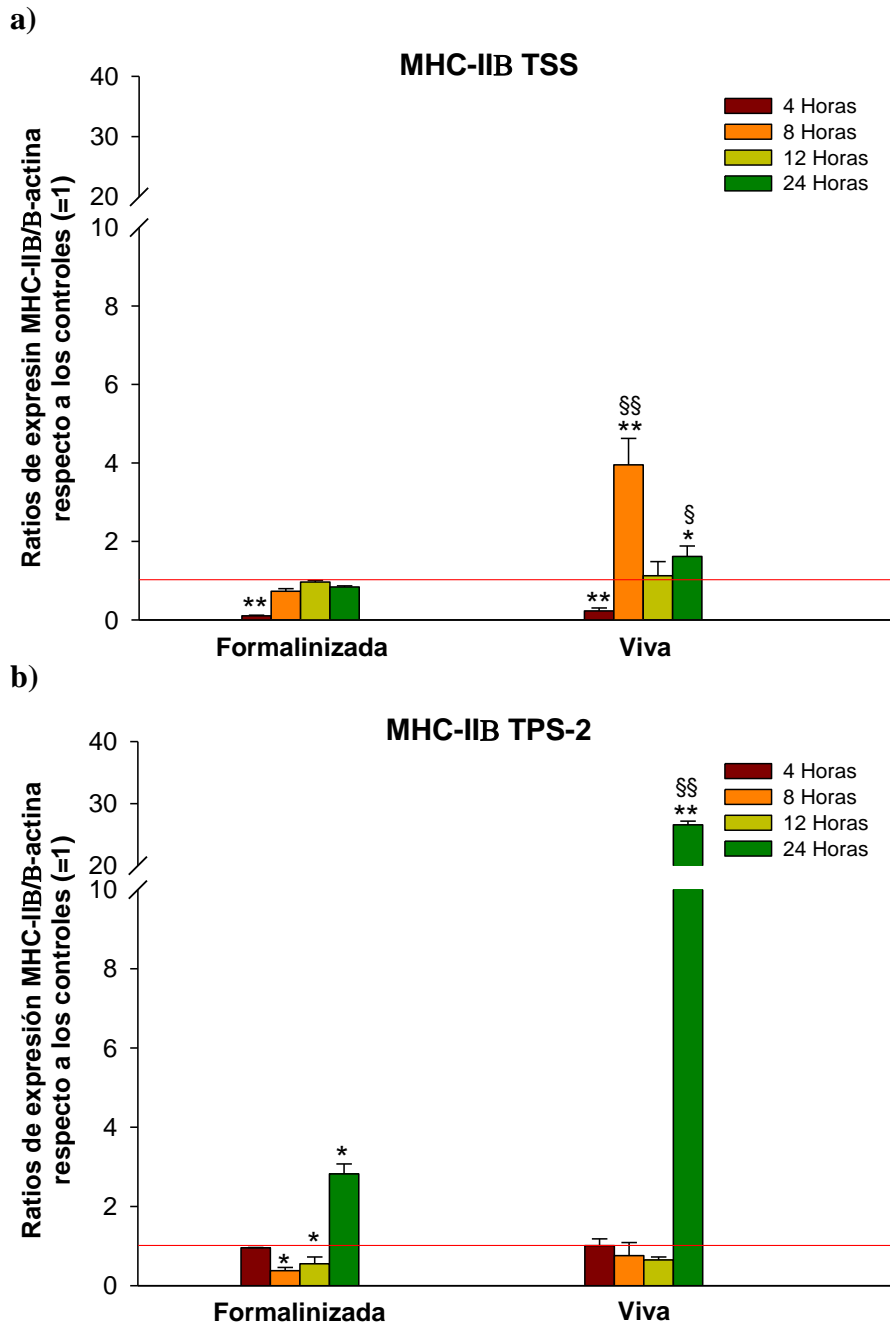 a)
MHC-IIB TSS
Ratios de expresin MHC-IIB/B-actina
respecto a los controles (=1)
40
30
20
10
8
6
4
2
0
4 Horas
8 Horas
12 Horas
24 Horas
**
**
§§
**
§
*
Formalinizada
Viva
b)
MHC-IIB TPS-2
Ratios de expresión MHC-IIB/B-actina
respecto a los controles (=1)
40
30
20
10
8
6
4
2
0
4 Horas
8 Horas
12 Horas
24 Horas
*
*
*
§§
**
Formalinizada
Viva